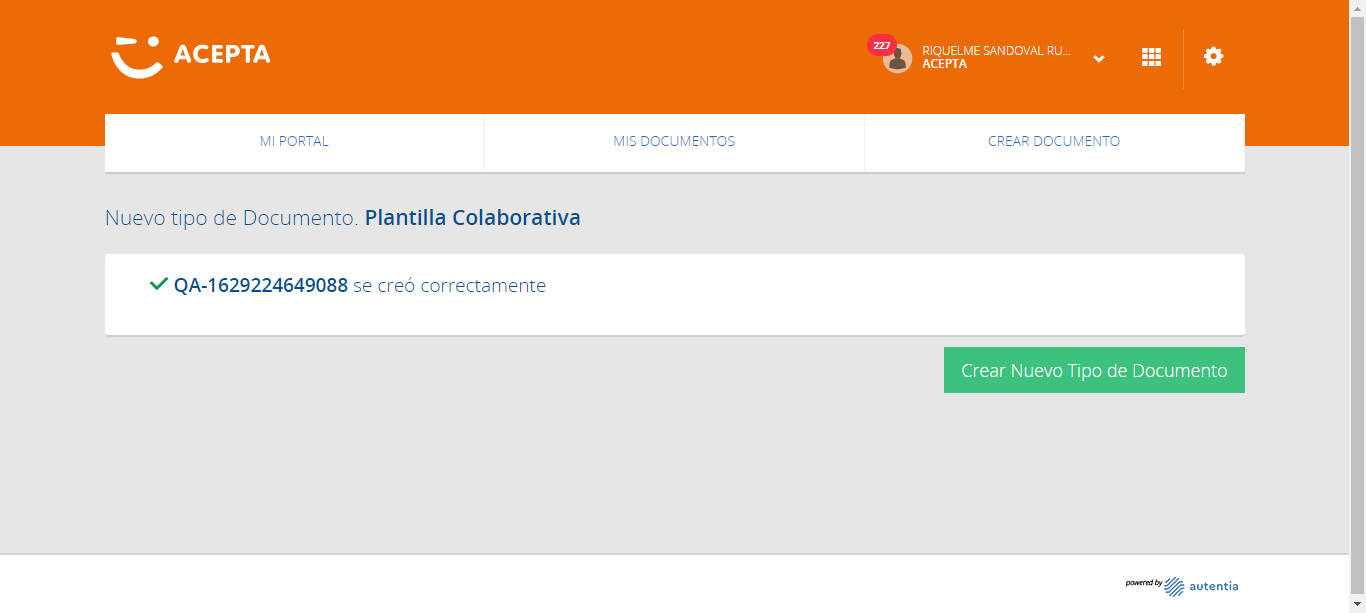 ACEPTA
227
RIQUELME SANDOVAL RU...
ACEPTA
MI PORTAL
MIS DOCUMENTOS
CREAR DOCUMENTO
Nuevo tipo de Documento. Plantilla Colaborativa
QA-1629224649088 se creó correctamente
Crear Nuevo Tipo de Documento
powered by autentia